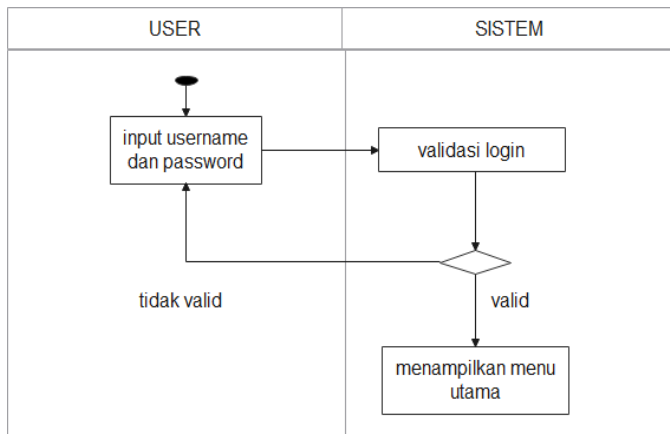 USER
SISTEM
input username
dan password
validasi login
tidak valid
valid
menampilkan menu
utama